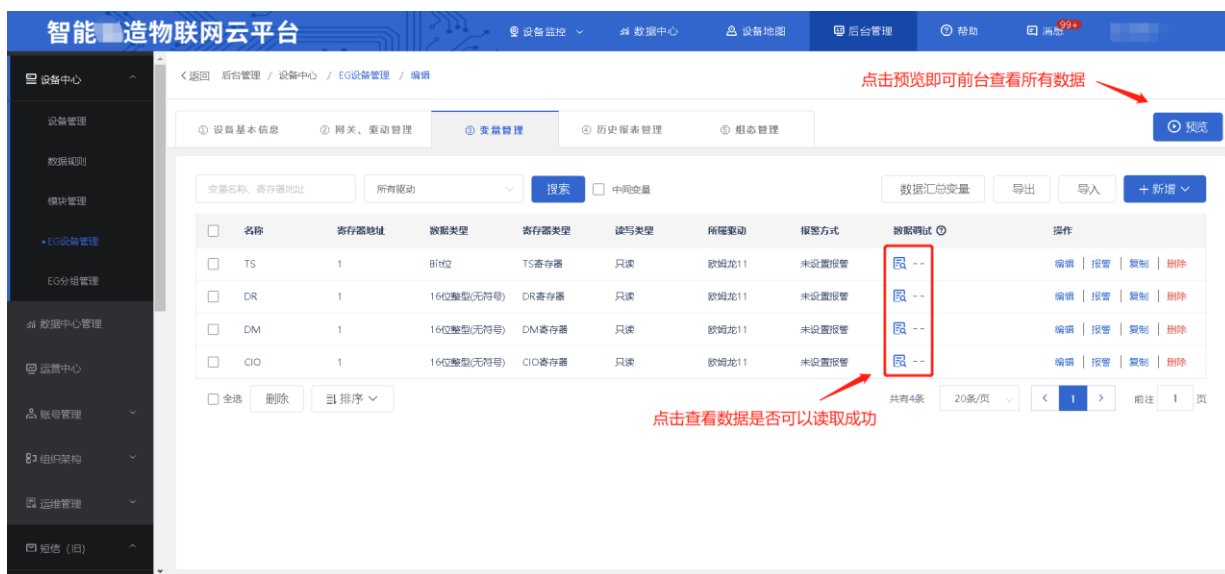 智能 造物联网云平台
设备监控 数据中心 设备地图 后台管理 帮助 消息 99+
设备中心
设备管理
数据规则
模块管理
•EG设备管理
EG分组管理
数据中心管理
运营中心
账号管理
组织架构
运维管理
短信（旧）
<返回 后台管理 / 设备中心 / EG设备管理 / 编辑
点击预览即可前台查看所有数据
① 设备基本信息 ② 网关、驱动管理 ③ 变量管理 ④ 历史报表管理 ⑤ 组态管理
预览
变量名称、寄存器地址 所有驱动 搜索 中间变量 数据汇总变量 导出 导入 +新增
名称 寄存器地址 数据类型 寄存器类型 读写类型 所属驱动 报警方式 数据调试 操作
TS 1 Bit位 TS寄存器 只读 欧姆龙11 未设置报警 -- 编辑 | 报警 | 复制 | 删除
DR 1 16位整型(无符号) DR寄存器 只读 欧姆龙11 未设置报警 -- 编辑 | 报警 | 复制 | 删除
DM 1 16位整型(无符号) DM寄存器 只读 欧姆龙11 未设置报警 -- 编辑 | 报警 | 复制 | 删除
CIO 1 16位整型(无符号) CIO寄存器 只读 欧姆龙11 未设置报警 -- 编辑 | 报警 | 复制 | 删除
全选 删除 排序 共有4条 20条/页 < 1 > 前往 1 页
点击查看数据是否可以读取成功